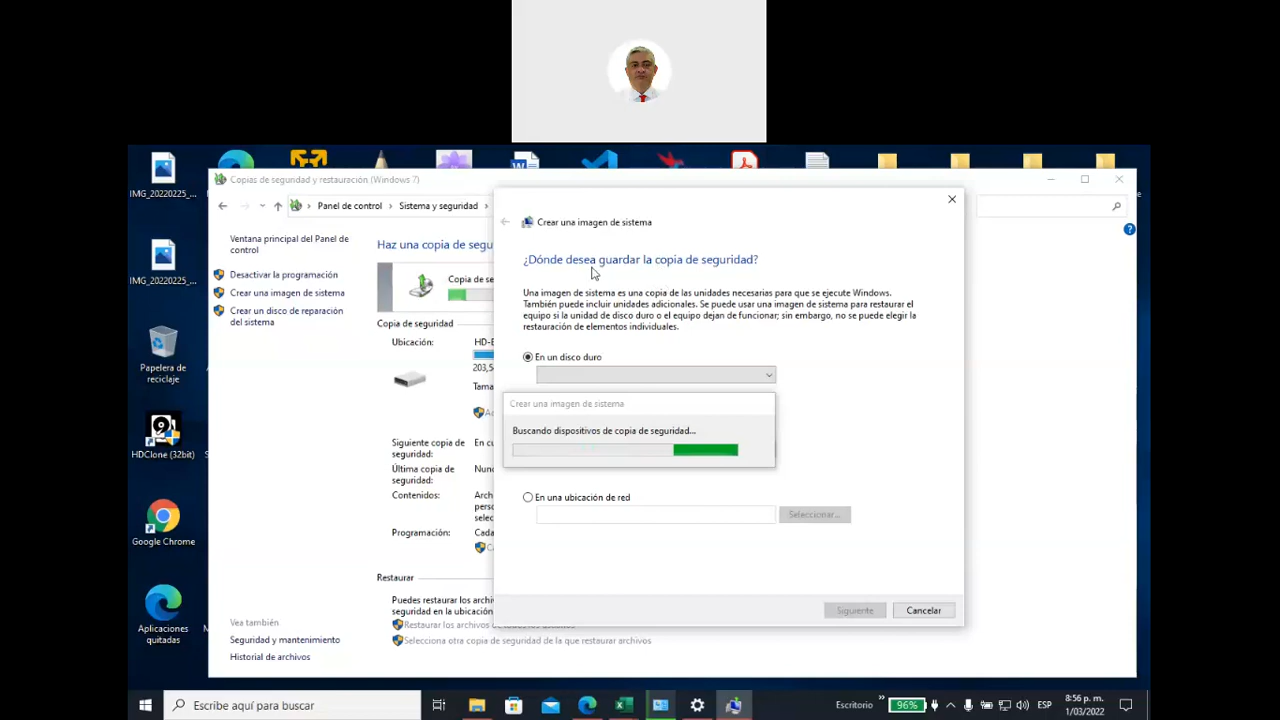 IMG_20220225_...
IMG_20220225_...
Papelera de
reciclaje
HDClone (32bit)
Google Chrome
Aplicaciones
quitadas
Copias de seguridad y restauración (Windows 7)
Panel de control
Sistema y seguridad
Ventana principal del Panel de
control
Desactivar la programación
Crear una imagen de sistema
Crear un disco de reparación
del sistema
Vea también
Seguridad y mantenimiento
Historial de archivos
Haz una copia de segu
Copia de se
Copia de seguridad
Ubicación:
HD-E
203,5
Tama
Siguiente copia de
seguridad:
En cu
Última copia de
seguridad:
Nunc
Contenidos:
Arch
perso
selec
Programación:
Cada
Restaurar
Puedes restaurar los archi
seguridad en la ubicación
Selecciona otra copia de seguridad de la que restaurar archivos
Crear una imagen de sistema
¿Dónde desea guardar la copia de seguridad?
Una imagen de sistema es una copia de las unidades necesarias para que se ejecute Windows.
También puede incluir unidades adicionales. Se puede usar una imagen de sistema para restaurar el
equipo si la unidad de disco duro o el equipo dejan de funcionar; sin embargo, no se puede elegir la
restauración de elementos individuales.
En un disco duro
Crear una imagen de sistema
Buscando dispositivos de copia de seguridad...
En una ubicación de red
Seleccionar...
Siguiente
Cancelar
Escribe aquí para buscar
Escritorio
96%
ESP
8:56 p. m.
1/03/2022